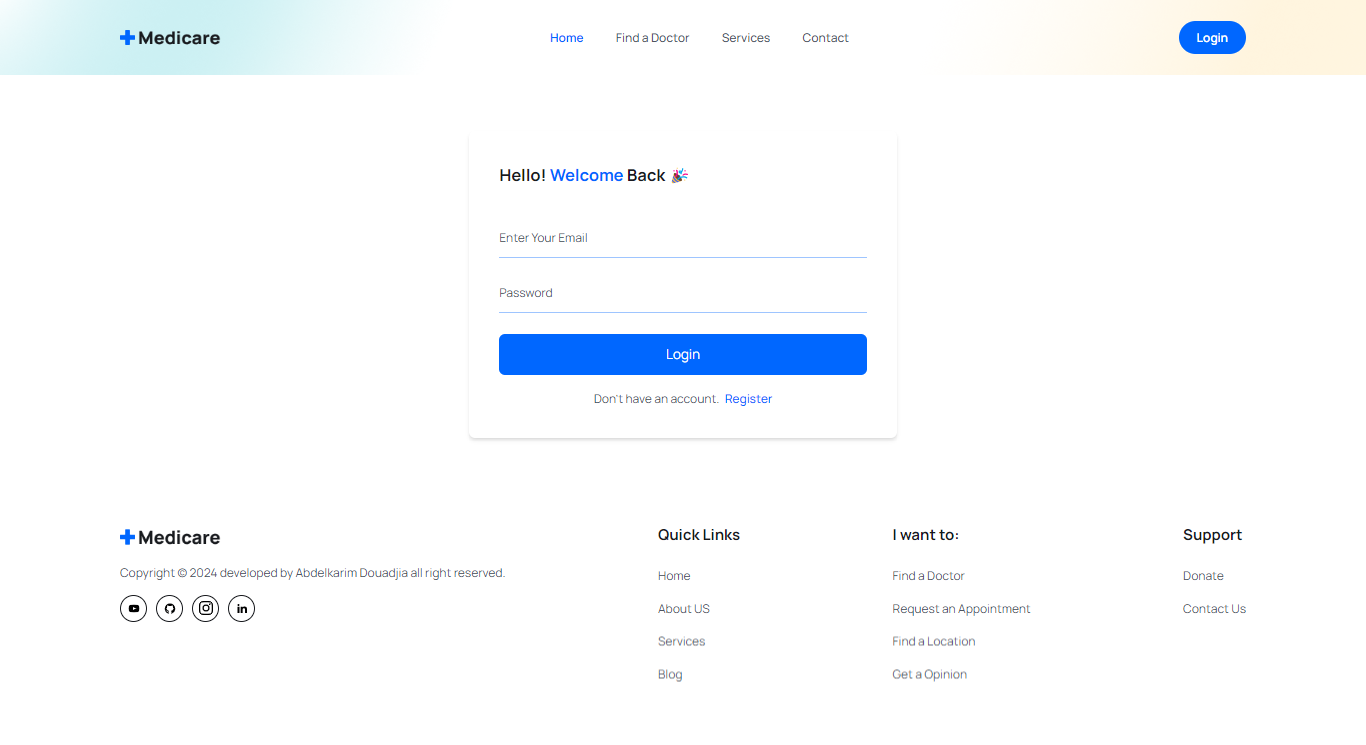 Medicare
Home Find a Doctor Services Contact
Login
Hello! Welcome Back 🎉
Enter Your Email
Password
Login
Don't have an account. Register
Medicare
Copyright © 2024 developed by Abdelkarim Douadjia all right reserved.
Quick Links
Home
About US
Services
Blog
I want to:
Find a Doctor
Request an Appointment
Find a Location
Get a Opinion
Support
Donate
Contact Us